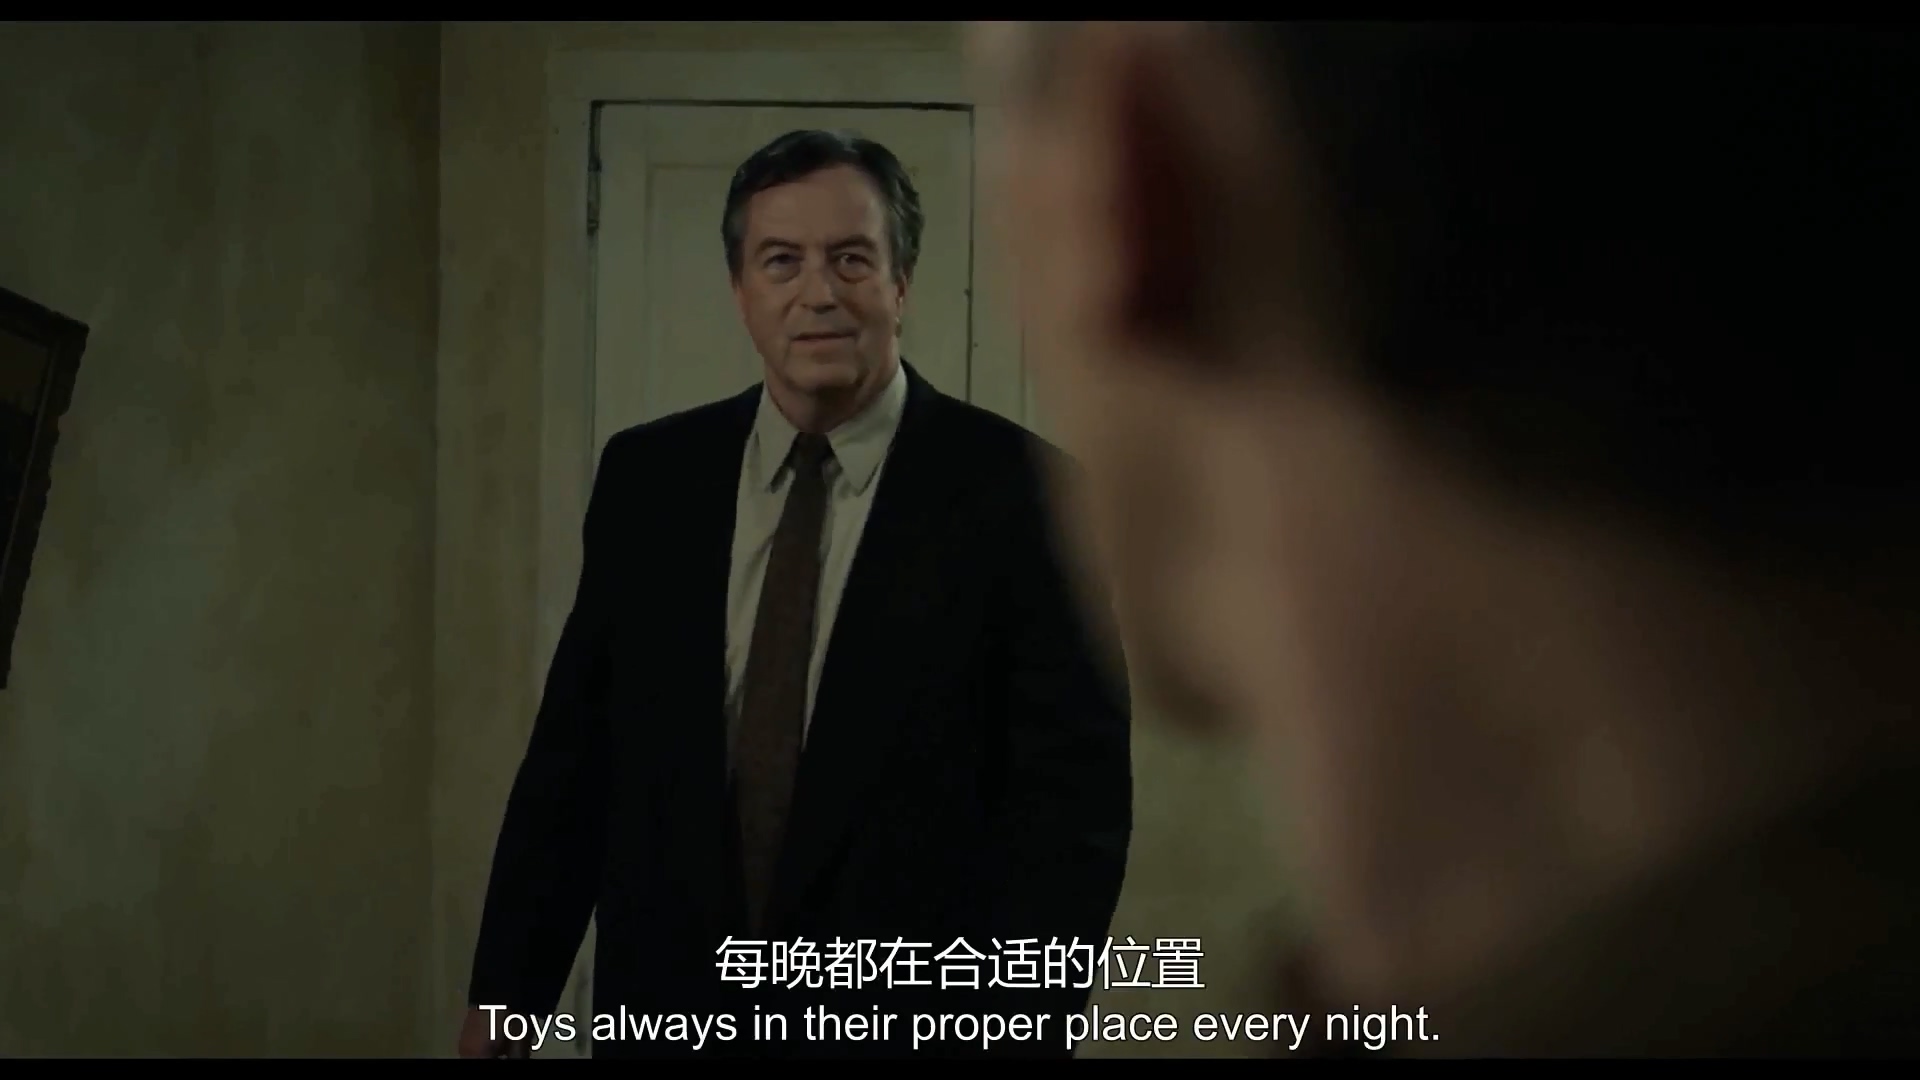 每晚都在合适的位置
Toys always in their proper place every night.